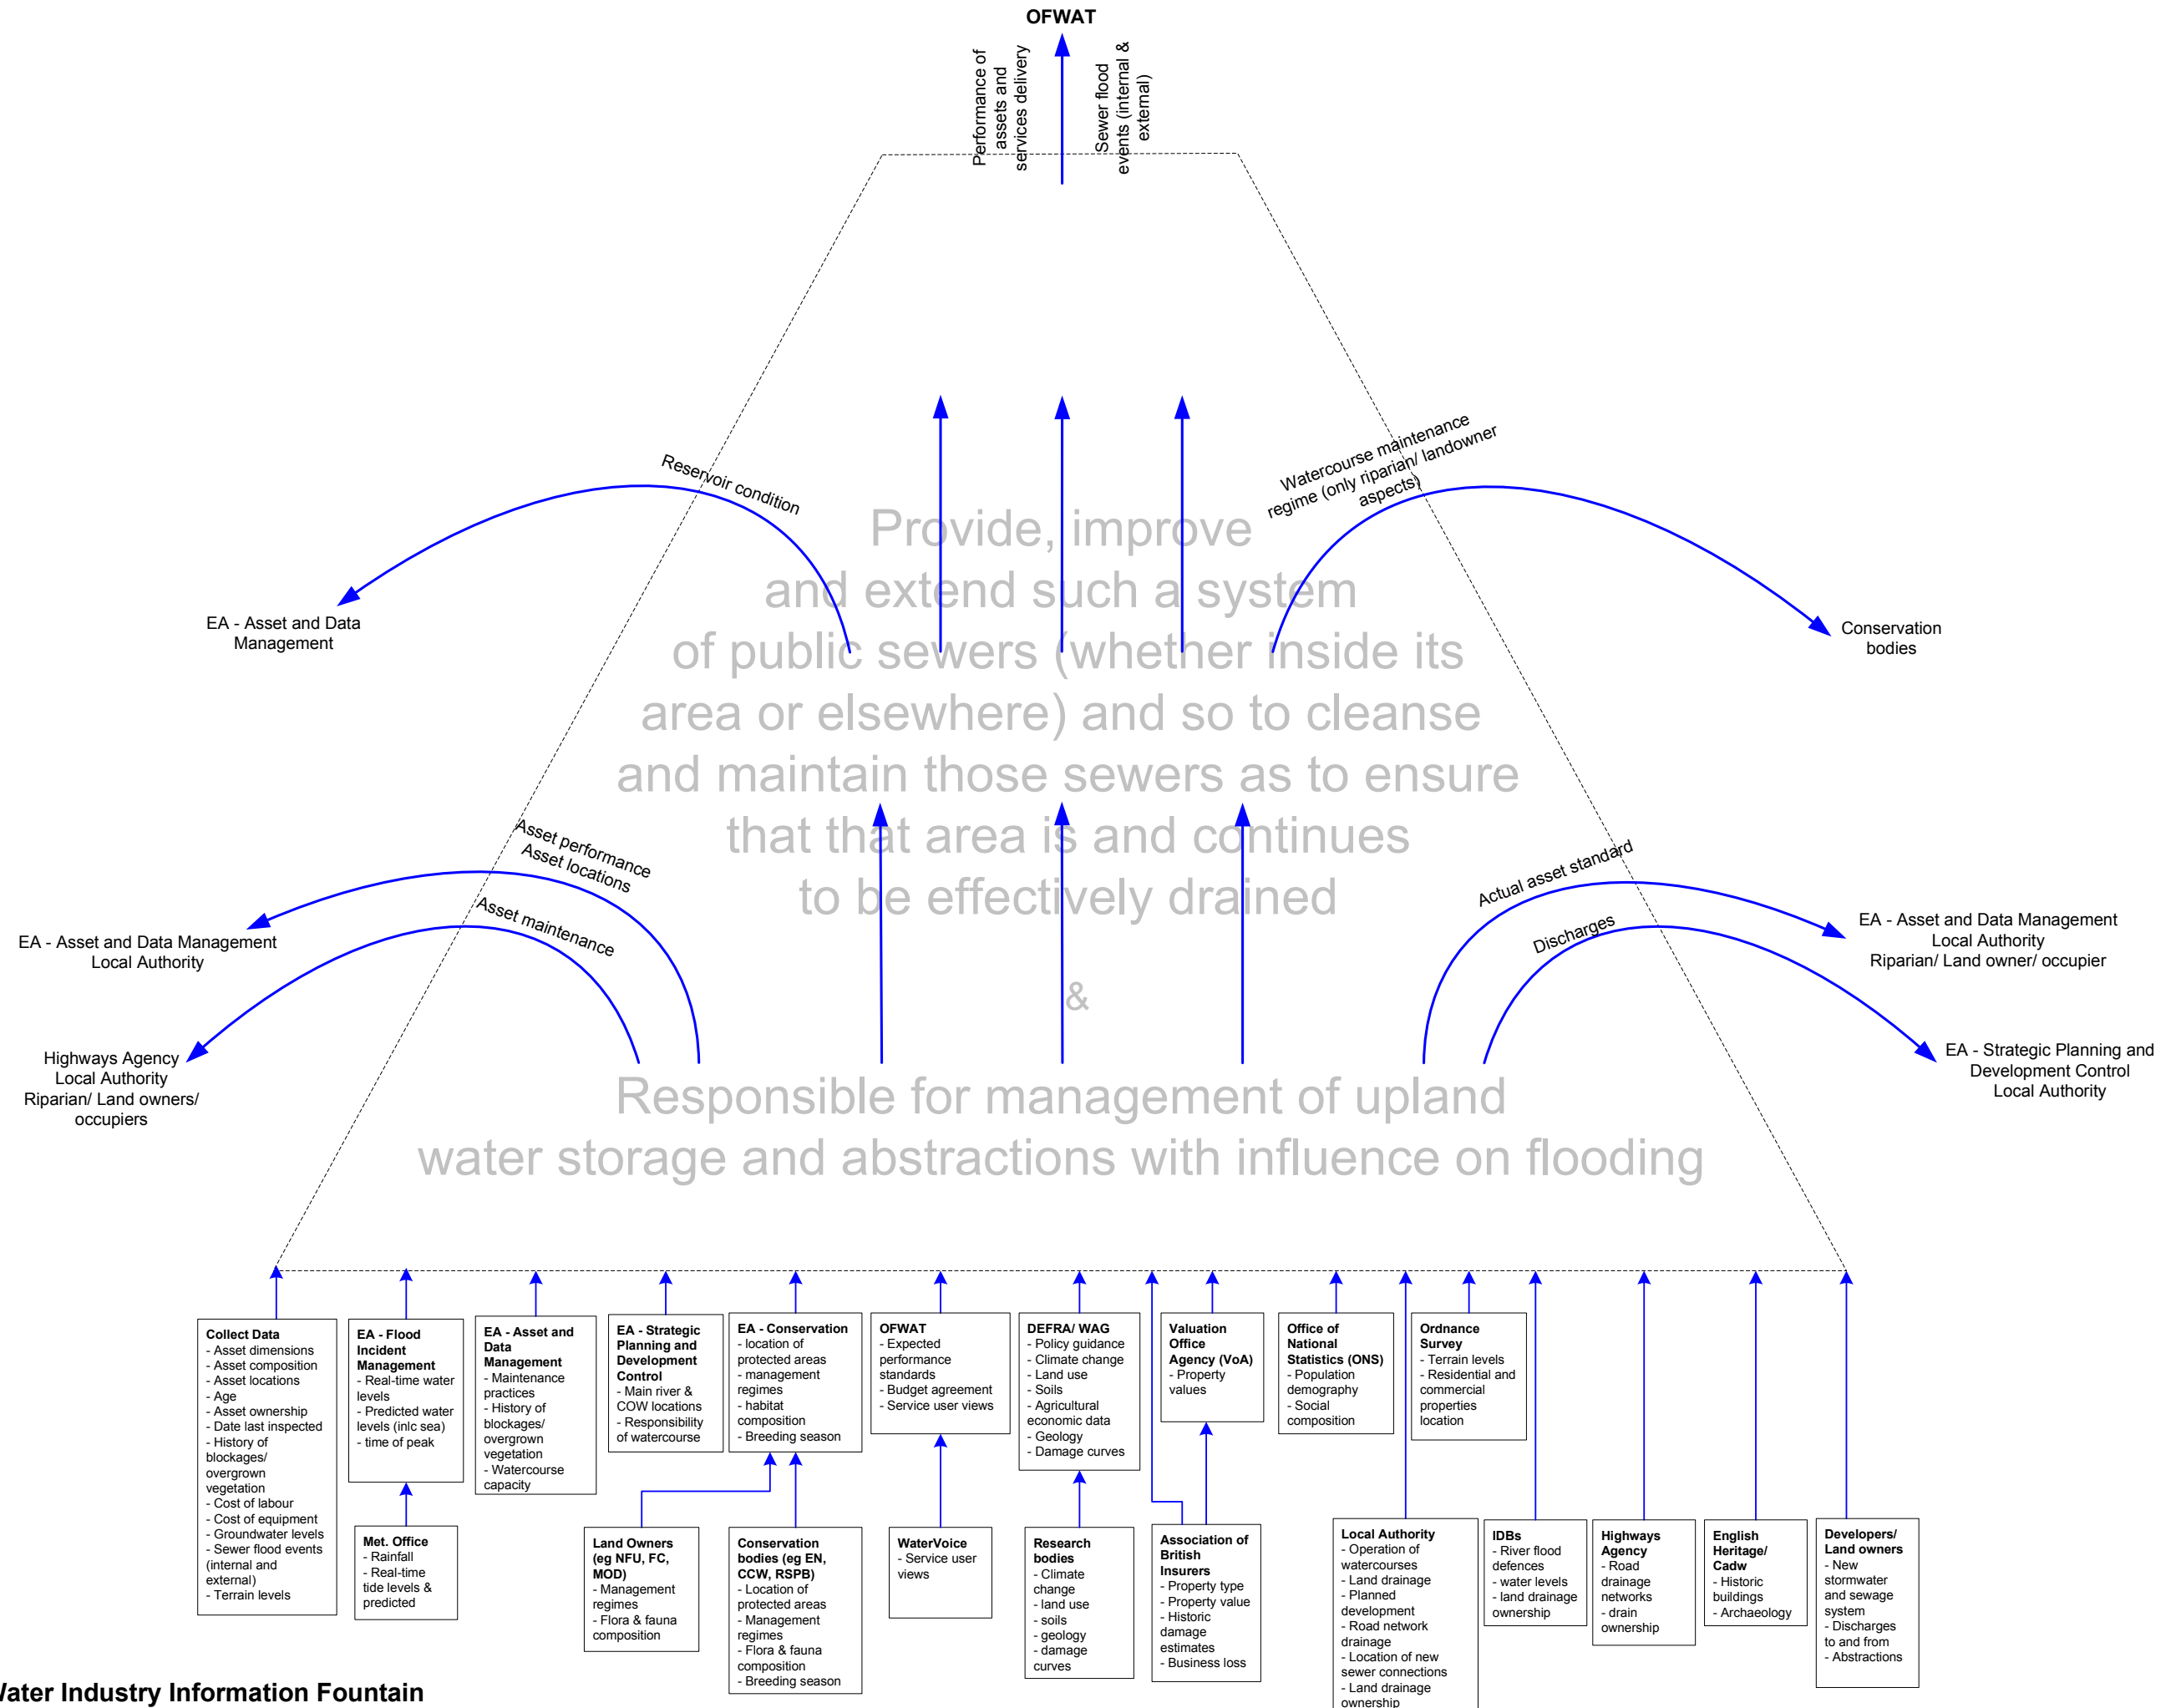 OFWAT
Performance of
assets and
services delivery
Sewer flood
events (internal &
external)
Reservoir condition
Watercourse maintenance
regime (only riparian/ landowner
aspects)
EA - Asset and Data
Management
Conservation
bodies
Provide, improve
and extend such a system
of public sewers (whether inside its
area or elsewhere) and so to cleanse
and maintain those sewers as to ensure
that that area is and continues
to be effectively drained
&
Responsible for management of upland
water storage and abstractions with influence on flooding
Asset performance
Asset locations
Asset maintenance
Actual asset standard
Discharges
EA - Asset and Data Management
Local Authority
Highways Agency
Local Authority
Riparian/ Land owners/
occupiers
EA - Asset and Data Management
Local Authority
Riparian/ Land owner/ occupier
EA - Strategic Planning and
Development Control
Local Authority
Collect Data
- Asset dimensions
- Asset composition
- Asset locations
- Age
- Asset ownership
- Date last inspected
- History of
blockages/
overgrown
vegetation
- Cost of labour
- Cost of equipment
- Groundwater levels
- Sewer flood events
(internal and
external)
- Terrain levels
EA - Flood
Incident
Management
- Real-time water
levels
- Predicted water
levels (inlc sea)
- time of peak
EA - Asset and
Data
Management
- Maintenance
practices
- History of
blockages/
overgrown
vegetation
- Watercourse
capacity
EA - Strategic
Planning and
Development
Control
- Main river &
COW locations
- Responsibility
of watercourse
EA - Conservation
- location of
protected areas
- management
regimes
- habitat
composition
- Breeding season
OFWAT
- Expected
performance
standards
- Budget agreement
- Service user views
DEFRA/ WAG
- Policy guidance
- Climate change
- Land use
- Soils
- Agricultural
economic data
- Geology
- Damage curves
Valuation
Office
Agency (VoA)
- Property
values
Office of
National
Statistics (ONS)
- Population
demography
- Social
composition
Ordnance
Survey
- Terrain levels
- Residential and
commercial
properties
location
Met. Office
- Rainfall
- Real-time
tide levels &
predicted
Land Owners
(eg NFU, FC,
MOD)
- Management
regimes
- Flora & fauna
composition
Conservation
bodies (eg EN,
CCW, RSPB)
- Location of
protected areas
- Management
regimes
- Flora & fauna
composition
- Breeding season
WaterVoice
- Service user
views
Research
bodies
- Climate
change
- land use
- soils
- geology
- damage
curves
Association of
British
Insurers
- Property type
- Property value
- Historic
damage
estimates
- Business loss
Local Authority
- Operation of
watercourses
- Land drainage
- Planned
development
- Road network
drainage
- Location of new
sewer connections
- Land drainage
ownership
IDBs
- River flood
defences
- water levels
- land drainage
ownership
Highways
Agency
- Road
drainage
networks
- drain
ownership
English
Heritage/
Cadw
- Historic
buildings
- Archaeology
Developers/
Land owners
- New
stormwater
and sewage
system
- Discharges
to and from
- Abstractions
Water Industry Information Fountain